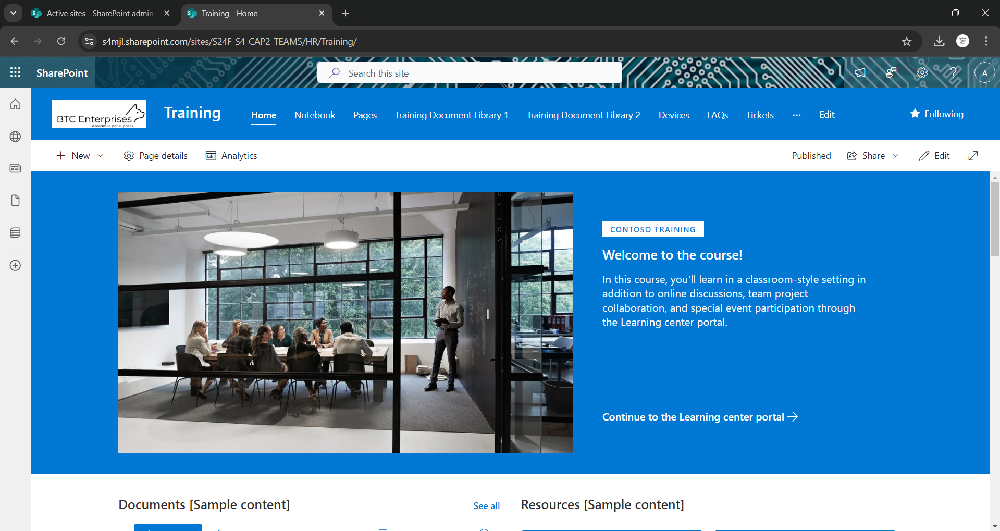 Active sites - SharePoint admin
Training - Home
s4mjl.sharepoint.com/sites/S24F-S4-CAP2-TEAM5/HR/Training/
SharePoint
Search this site
A
BTC Enterprises
A leader in pet supplies
Training
Home
Notebook
Pages
Training Document Library 1
Training Document Library 2
Devices
FAQs
Tickets
Edit
Following
New
Page details
Analytics
Published
Share
Edit
CONTOSO TRAINING
Welcome to the course!
In this course, you'll learn in a classroom-style setting in
addition to online discussions, team project
collaboration, and special event participation through
the Learning center portal.
Continue to the Learning center portal
Documents [Sample content]
See all
Resources [Sample content]